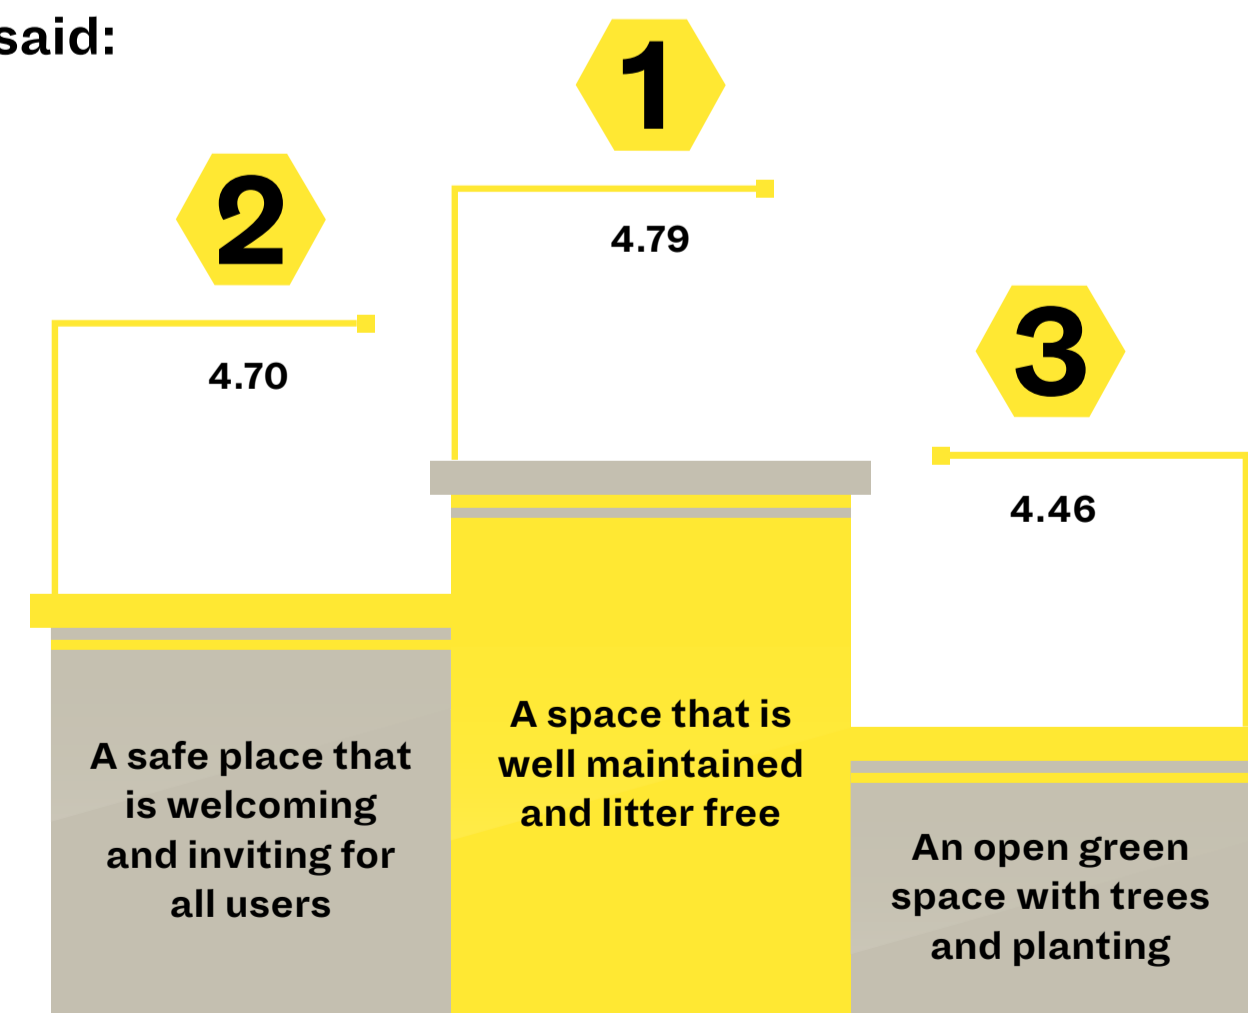 said:
1
4.79
2
4.70
3
4.46
A space that is
well maintained
and litter free
A safe place that
is welcoming
and inviting for
all users
An open green
space with trees
and planting